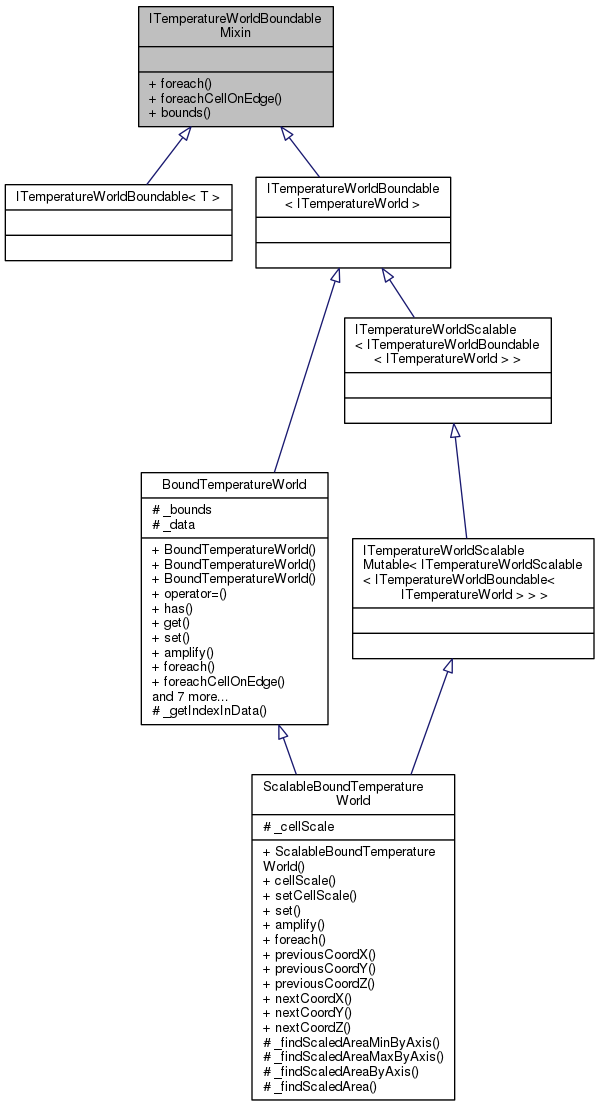 ITemperatureWorldBoundable
Mixin
+ foreach()
+ foreachCellOnEdge()
+ bounds()
ITemperatureWorldBoundable< T >
ITemperatureWorldBoundable
< ITemperatureWorld >
ITemperatureWorldScalable
< ITemperatureWorldBoundable
< ITemperatureWorld > >
BoundTemperatureWorld
# _bounds
# _data
+ BoundTemperatureWorld()
+ BoundTemperatureWorld()
+ BoundTemperatureWorld()
+ operator=()
+ has()
+ get()
+ set()
+ amplify()
+ foreach()
+ foreachCellOnEdge()
and 7 more...
# _getIndexInData()
ITemperatureWorldScalable
Mutable< ITemperatureWorldScalable
< ITemperatureWorldBoundable<
ITemperatureWorld > > >
ScalableBoundTemperature
World
# _cellScale
+ ScalableBoundTemperature
World()
+ cellScale()
+ setCellScale()
+ set()
+ amplify()
+ foreach()
+ previousCoordX()
+ previousCoordY()
+ previousCoordZ()
+ nextCoordX()
+ nextCoordY()
+ nextCoordZ()
# _findScaledAreaMinByAxis()
# _findScaledAreaMaxByAxis()
# _findScaledAreaByAxis()
# _findScaledArea()